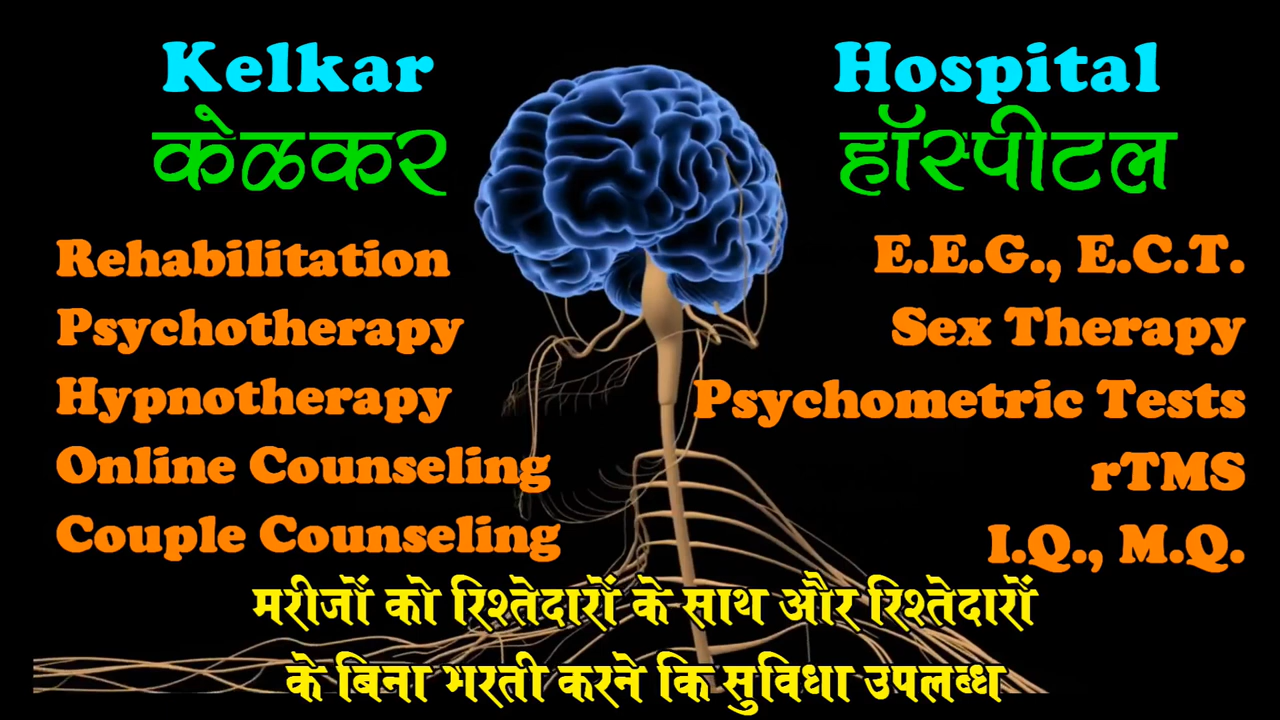 Kelkar Hospital
केळकर हॉस्पीटल
Rehabilitation
Psychotherapy
Hypnotherapy
Online Counseling
Couple Counseling
E.E.G., E.C.T.
Sex Therapy
Psychometric Tests
rTMS
I.Q., M.Q.
मरीजों को रिश्तेदारों के साथ और रिश्तेदारों
के बिना भरती करने कि सुविधा उपलब्ध